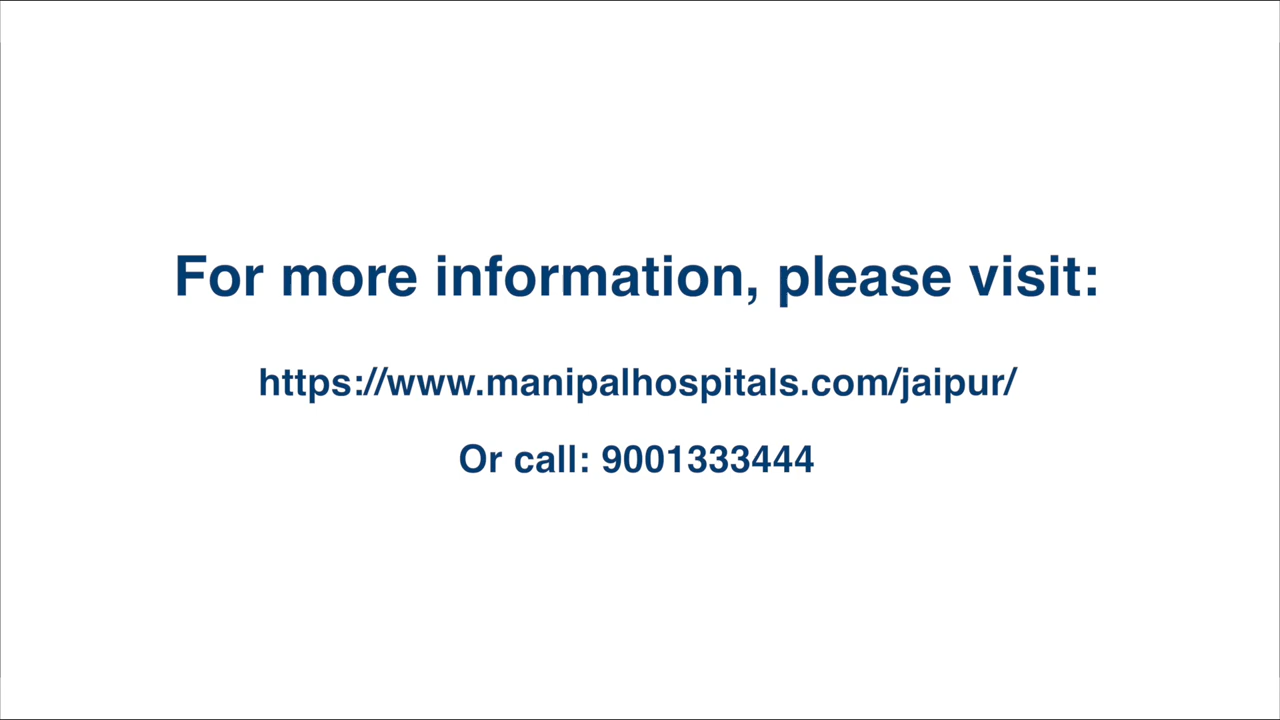 For more information, please visit:
https://www.manipalhospitals.com/jaipur/
Or call: 9001333444